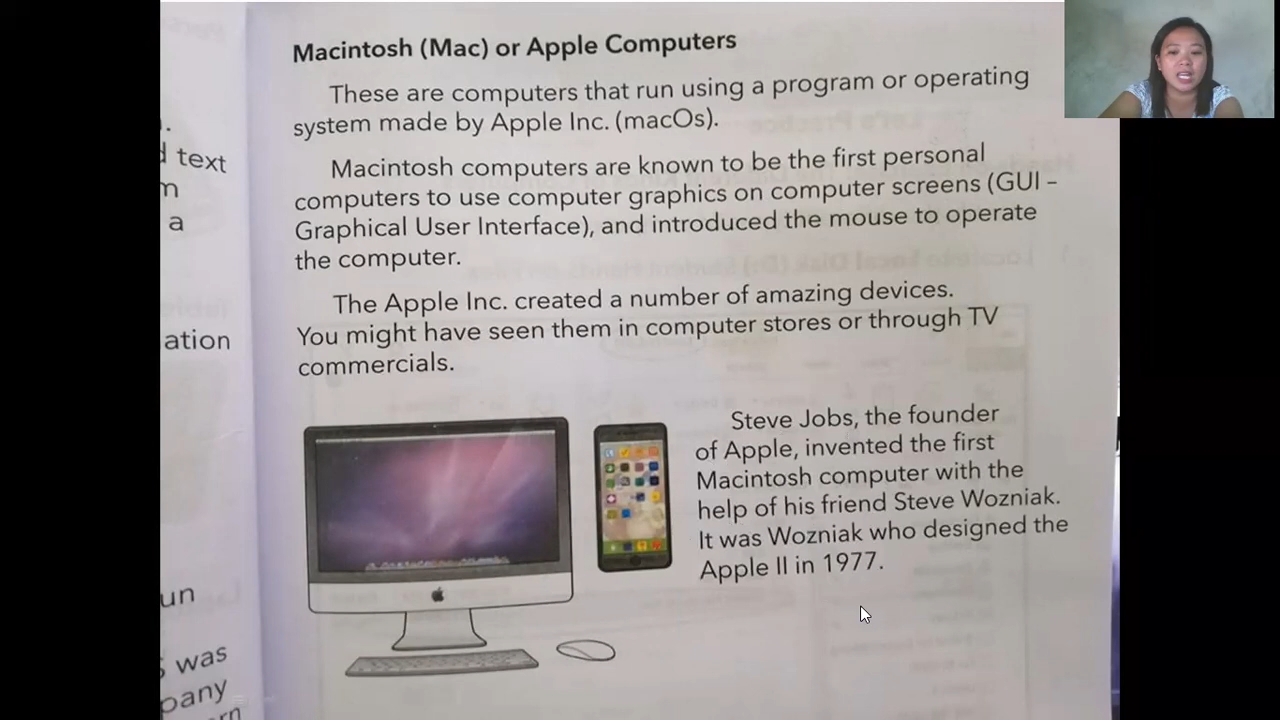 . 
text
m
a
ation
un
was
pany
rn
Macintosh (Mac) or Apple Computers
These are computers that run using a program or operating
system made by Apple Inc. (macOs).
Macintosh computers are known to be the first personal
computers to use computer graphics on computer screens (GUI –
Graphical User Interface), and introduced the mouse to operate
the computer.
The Apple Inc. created a number of amazing devices.
You might have seen them in computer stores or through TV
commercials.
Steve Jobs, the founder
of Apple, invented the first
Macintosh computer with the
help of his friend Steve Wozniak.
It was Wozniak who designed the
Apple II in 1977.